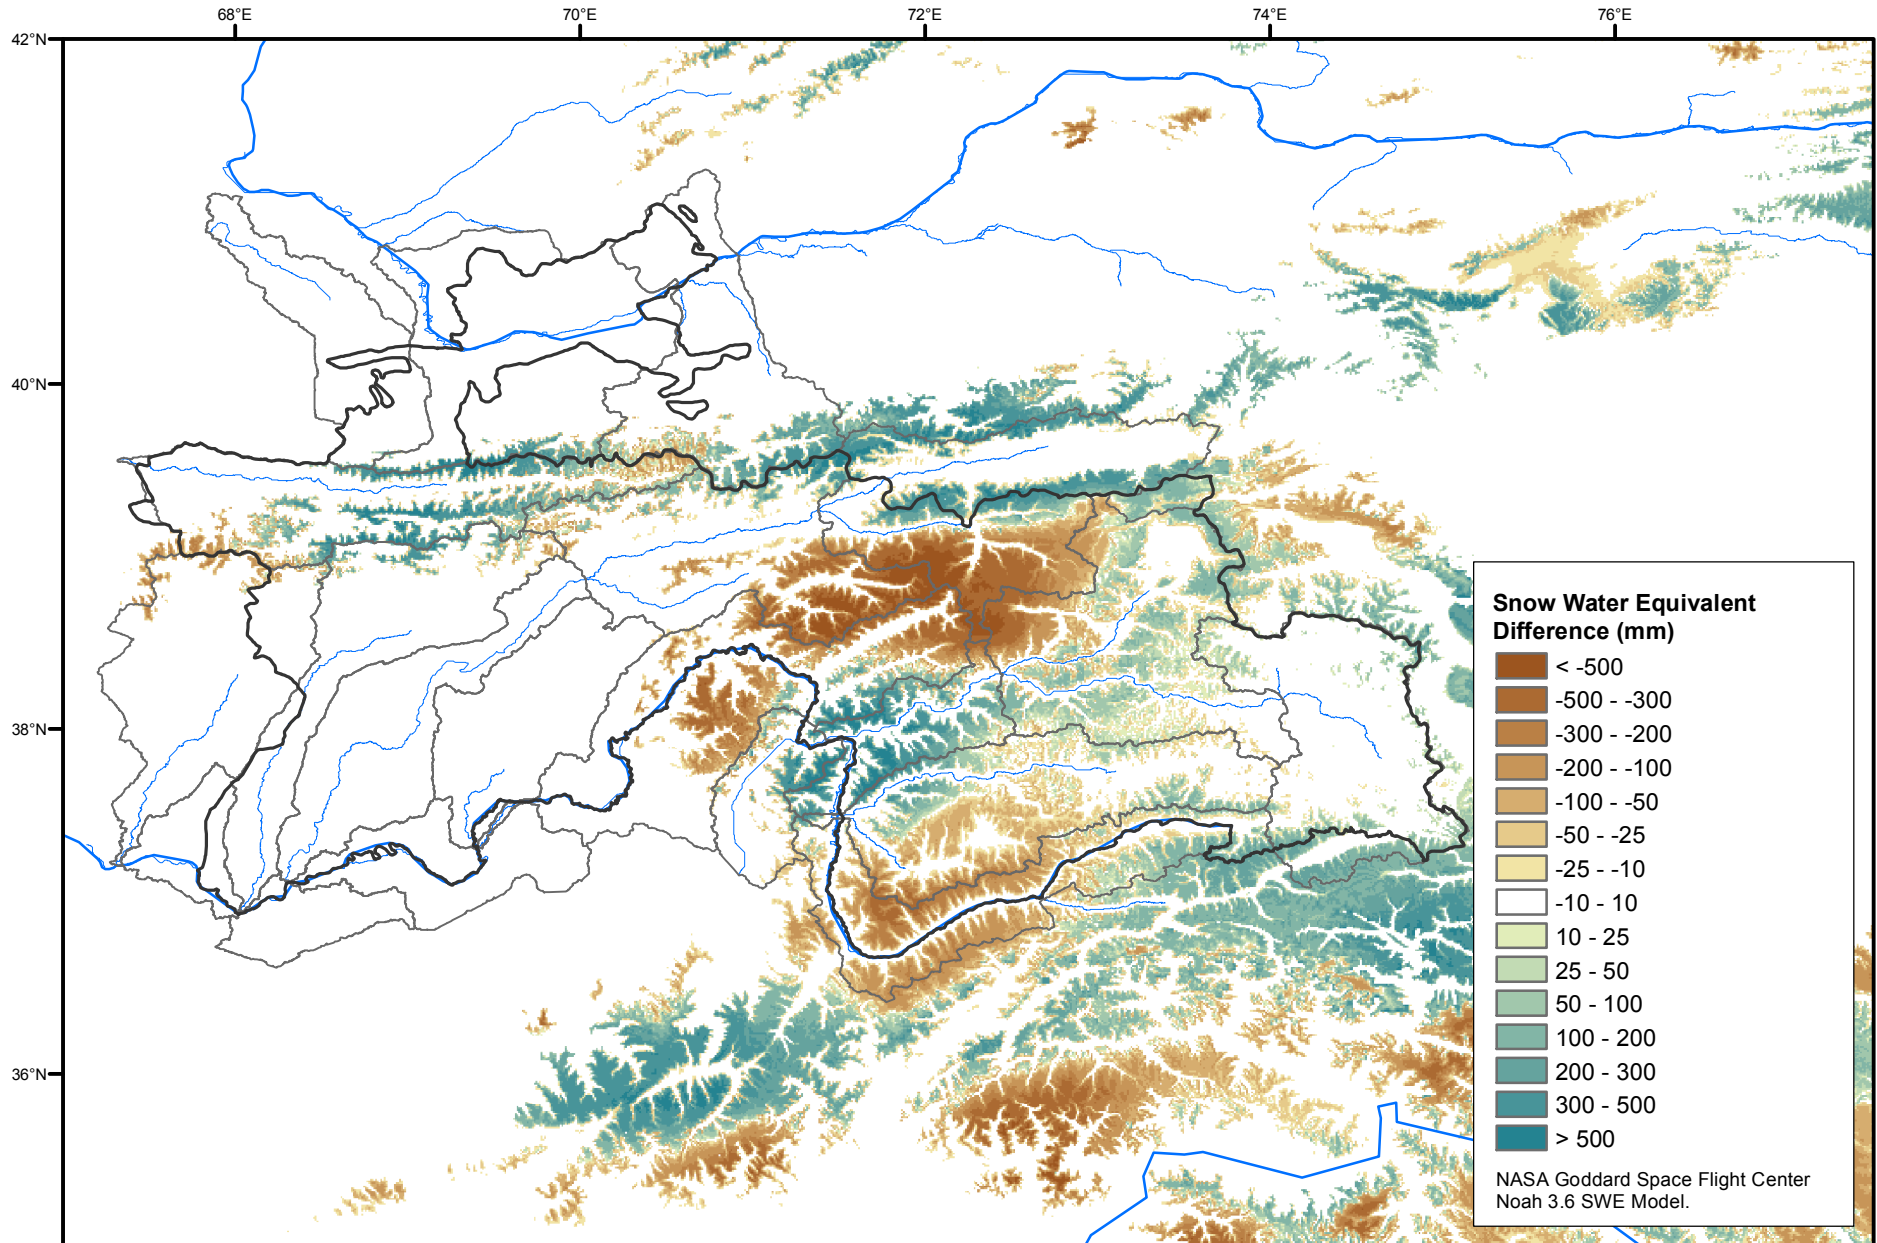 68°E
70°E
72°E
74°E
76°E
42°N
40°N
38°N
36°N
Snow Water Equivalent
Difference (mm)
< -500
-500 - -300
-300 - -200
-200 - -100
-100 - -50
-50 - -25
-25 - -10
-10 - 10
10 - 25
25 - 50
50 - 100
100 - 200
200 - 300
300 - 500
> 500
NASA Goddard Space Flight Center
Noah 3.6 SWE Model.